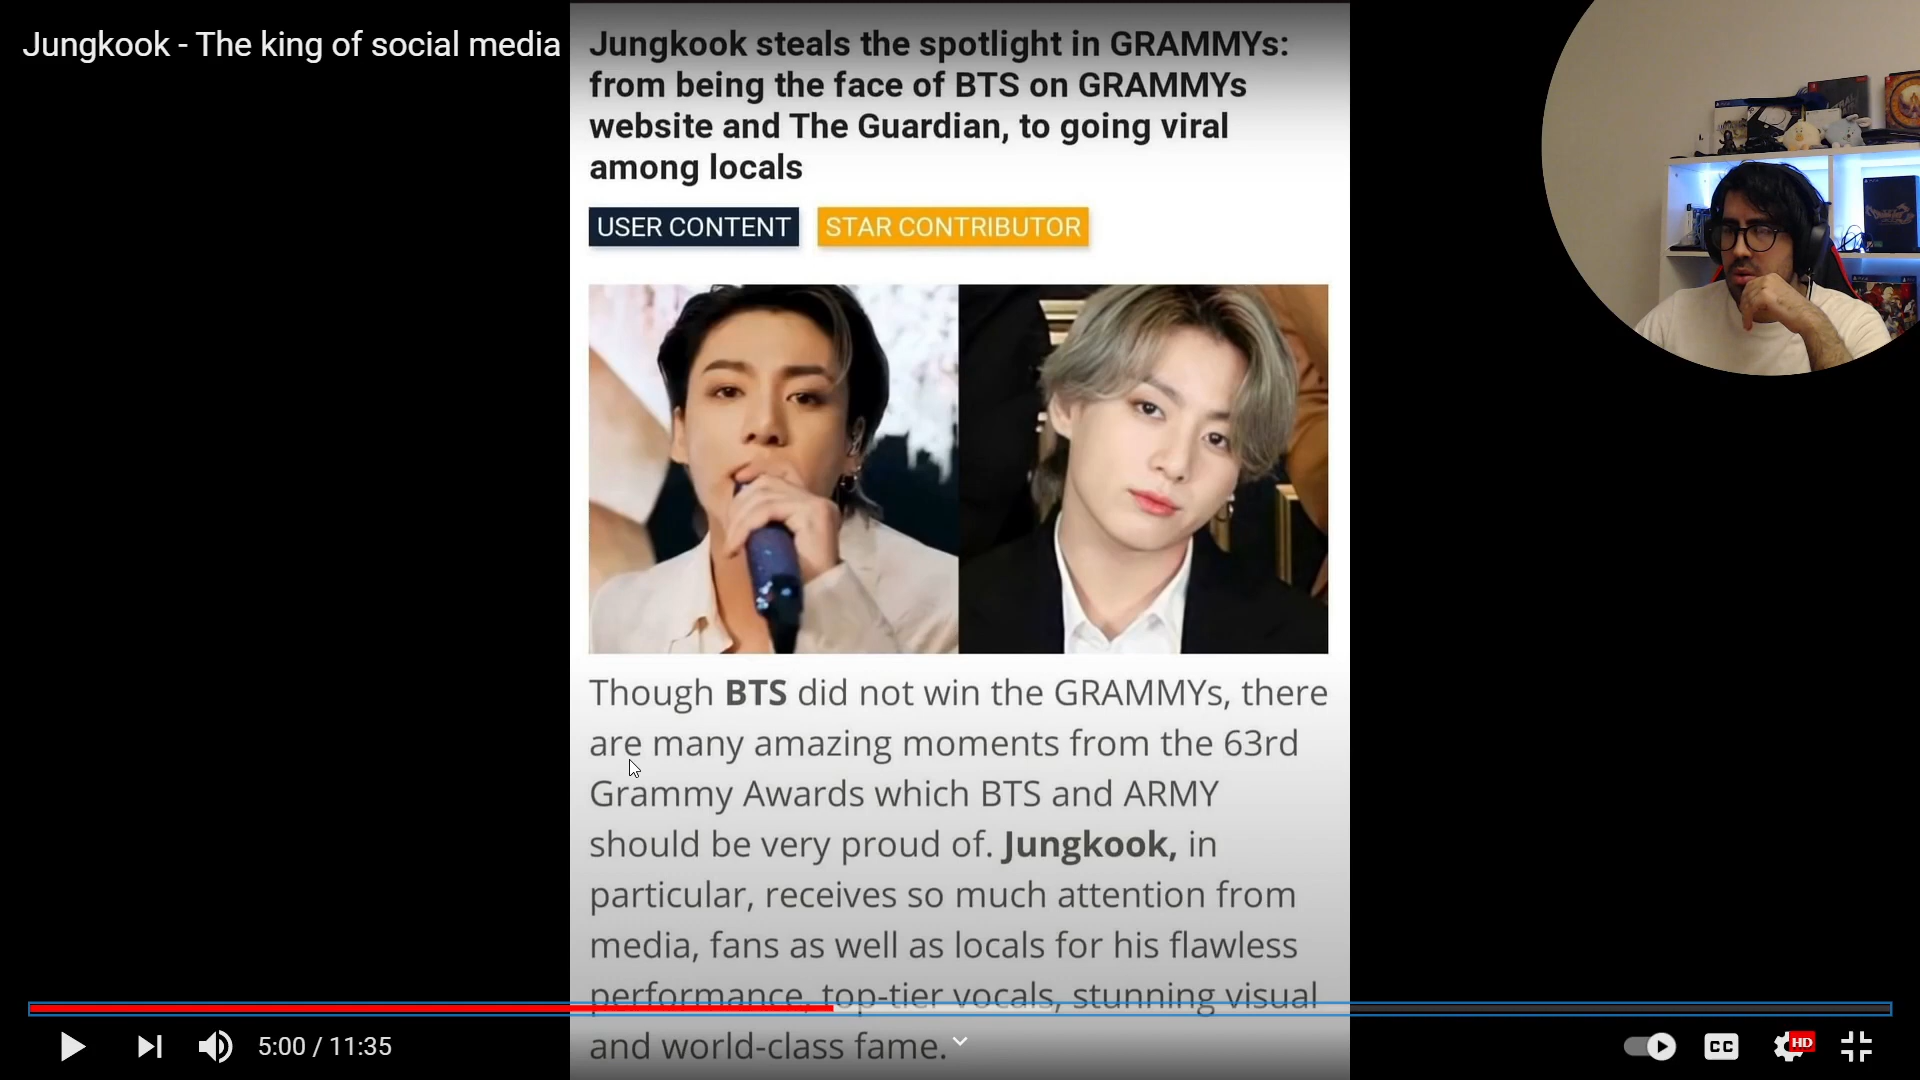 Jungkook - The king of social media
Jungkook steals the spotlight in GRAMMYs:
from being the face of BTS on GRAMMYs
website and The Guardian, to going viral
among locals
USER CONTENT
STAR CONTRIBUTOR
Though BTS did not win the GRAMMYs, there
are many amazing moments from the 63rd
Grammy Awards which BTS and ARMY
should be very proud of. Jungkook, in
particular, receives so much attention from
media, fans as well as locals for his flawless
performance, top-tier vocals, stunning visual
and world-class fame.
5:00 / 11:35
CC
HD